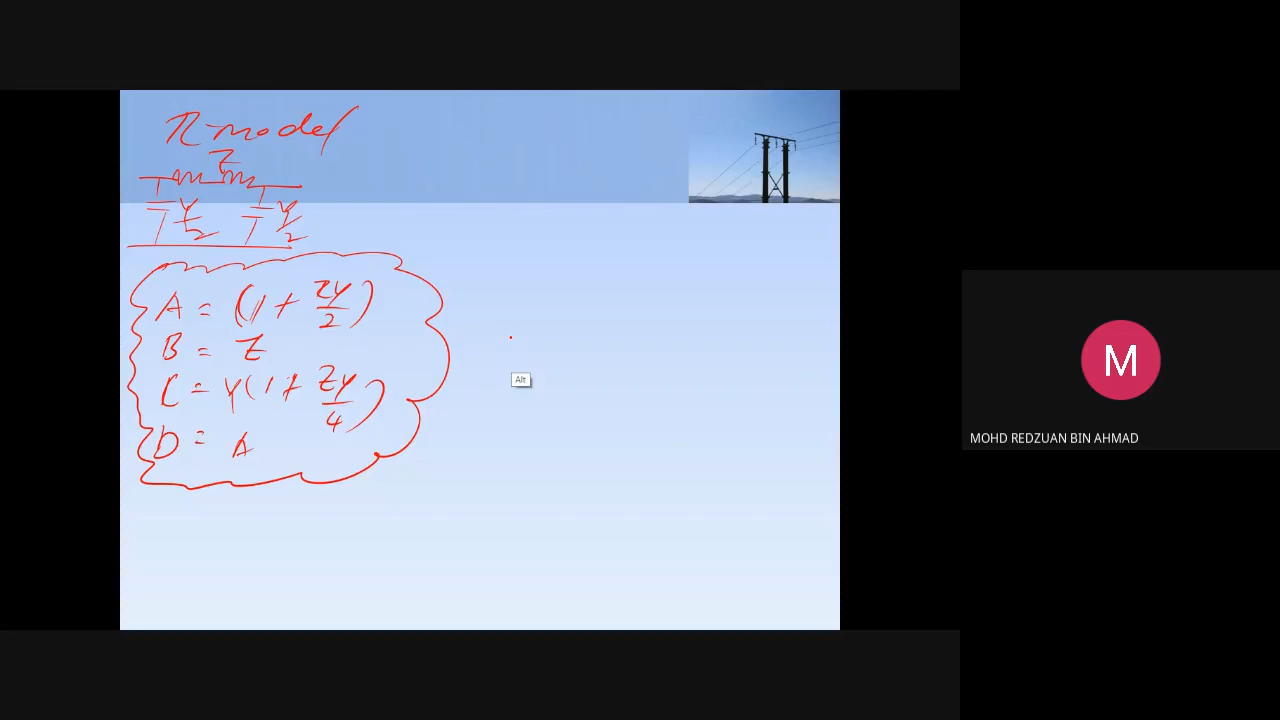 π-model
Z
Y/2 Y/2
A = (1 + ZY/2)
B = Z
C = Y(1 + ZY/4)
D = A
Alt
M
MOHD REDZUAN BIN AHMAD